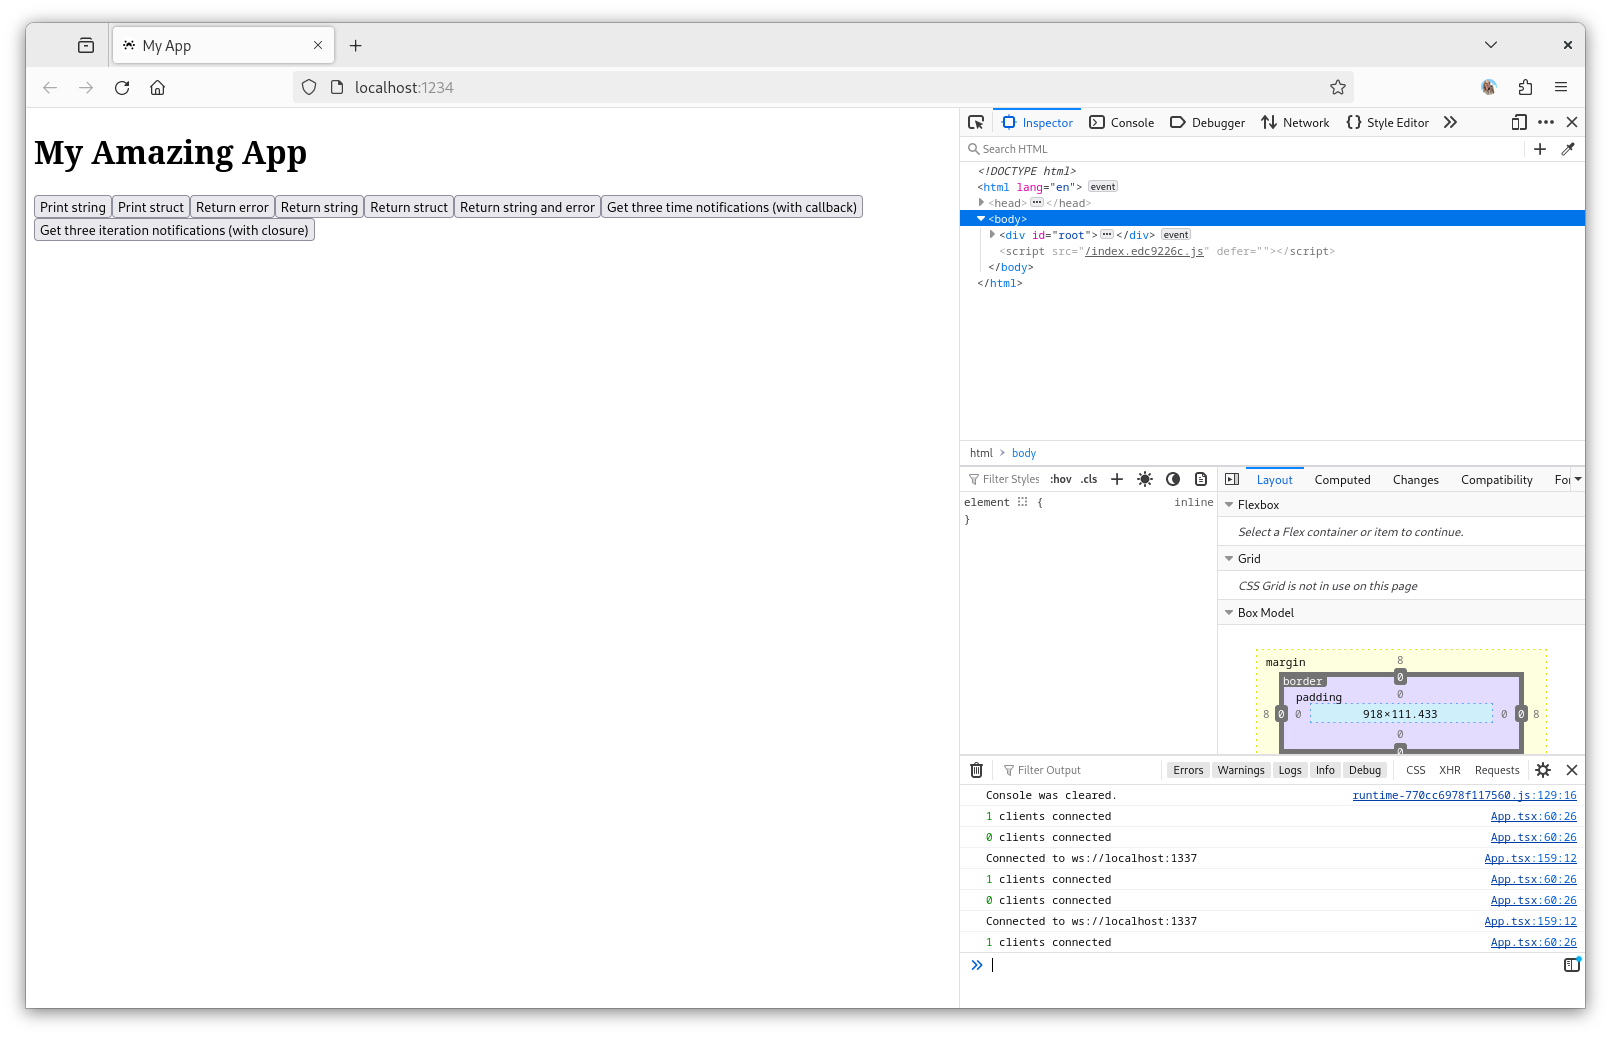 My App
localhost:1234
My Amazing App
Print string Print struct Return error Return string Return struct Return string and error Get three time notifications (with callback)
Get three iteration notifications (with closure)
Inspector Console Debugger Network Style Editor
Search HTML
<!DOCTYPE html>
<html lang="en"> event
<head> ••• </head>
<body>
<div id="root"> ••• </div> event
<script src="/index.edc9226c.js" defer=""></script>
</body>
</html>
html body
Filter Styles :hov .cls
element { inline
}
Layout Computed Changes Compatibility Fo
Flexbox
Select a Flex container or item to continue.
Grid
CSS Grid is not in use on this page
Box Model
margin 8
border 0
padding 0
8 0 0 918×111.433 0 0 8
0
0
Filter Output Errors Warnings Logs Info Debug CSS XHR Requests
Console was cleared. runtime-770cc6978f117560.js:129:16
1 clients connected App.tsx:60:26
0 clients connected App.tsx:60:26
Connected to ws://localhost:1337 App.tsx:159:12
1 clients connected App.tsx:60:26
0 clients connected App.tsx:60:26
Connected to ws://localhost:1337 App.tsx:159:12
1 clients connected App.tsx:60:26